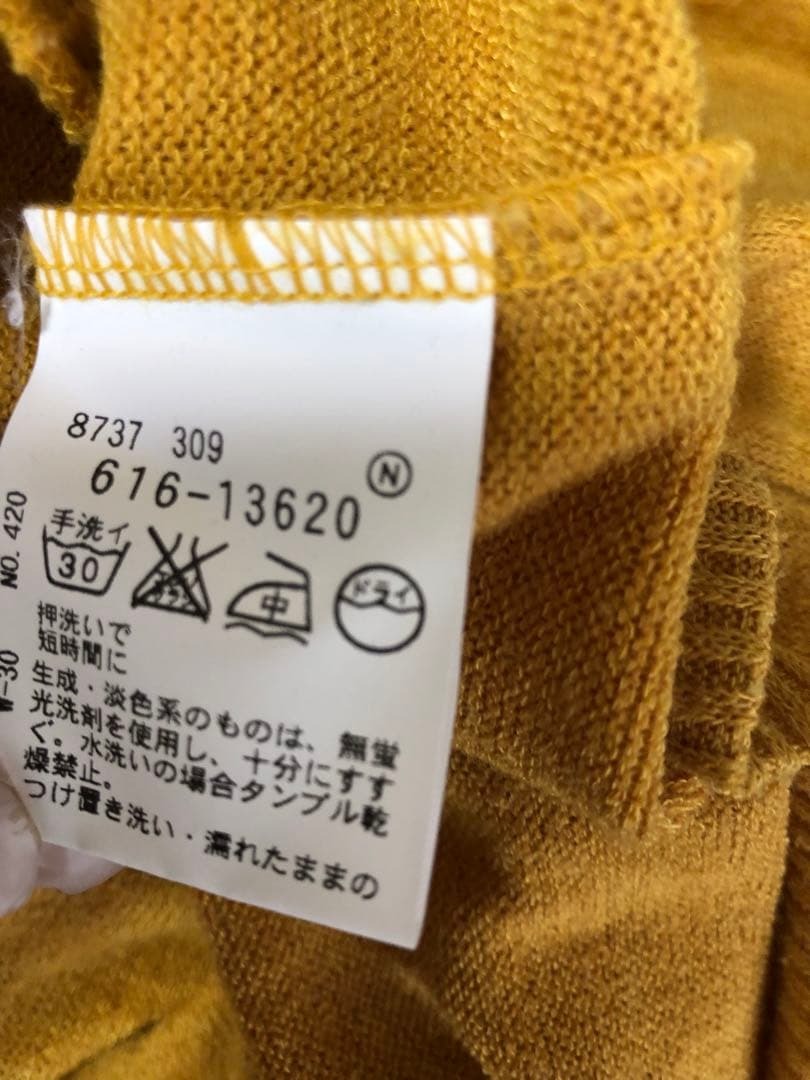 8737 309
616-13620 N
手洗イ
30
中
ドライ
押洗いで
短時間に
生成・淡色系のものは、無蛍
光洗剤を使用し、十分にすす
ぐ。水洗いの場合タンブル乾
燥禁止。
つけ置き洗い・濡れたままの
W-30 NO. 420